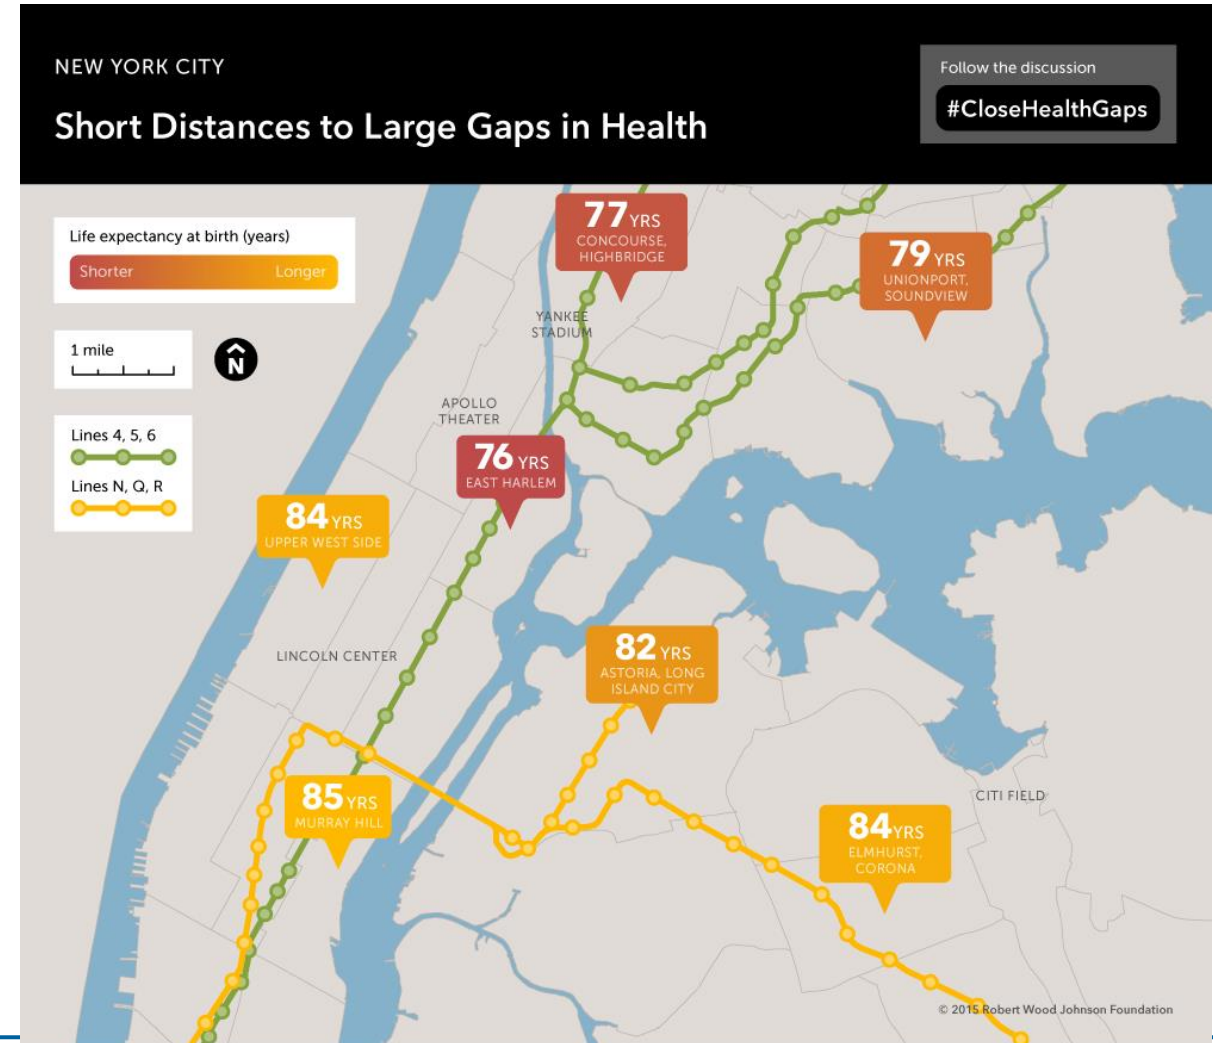 NEW YORK CITY
Short Distances to Large Gaps in Health
Follow the discussion
#CloseHealthGaps
Life expectancy at birth (years)
Shorter
Longer
1 mile
N
Lines 4, 5, 6
Lines N, Q, R
77 YRS
CONCOURSE,
HIGHBRIDGE
79 YRS
UNIONPORT,
SOUNDVIEW
YANKEE
STADIUM
APOLLO
THEATER
76 YRS
EAST HARLEM
84 YRS
UPPER WEST SIDE
LINCOLN CENTER
82 YRS
ASTORIA, LONG
ISLAND CITY
85 YRS
MURRAY HILL
CITI FIELD
84 YRS
ELMHURST,
CORONA
© 2015 Robert Wood Johnson Foundation